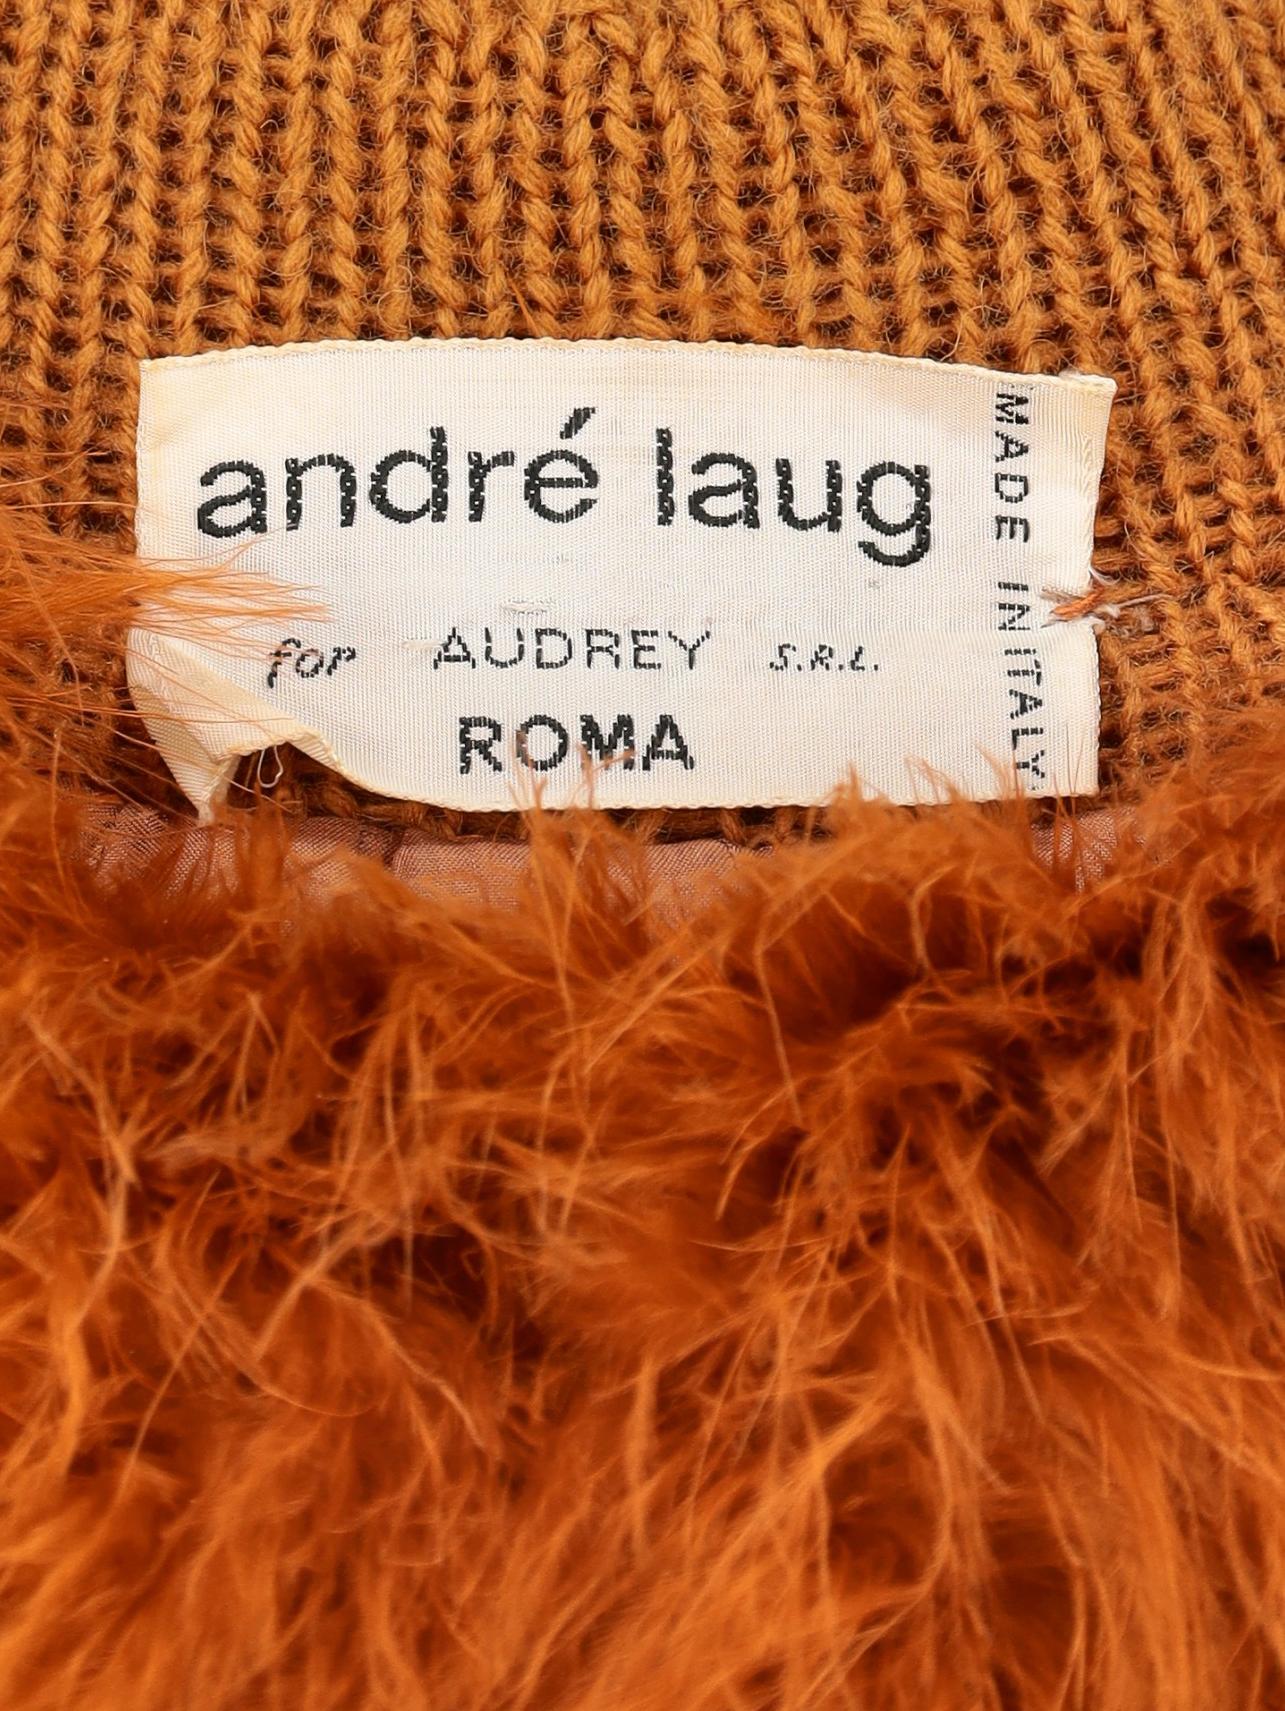 andré laug
for AUDREY S.R.L.
ROMA
MADE IN ITALY